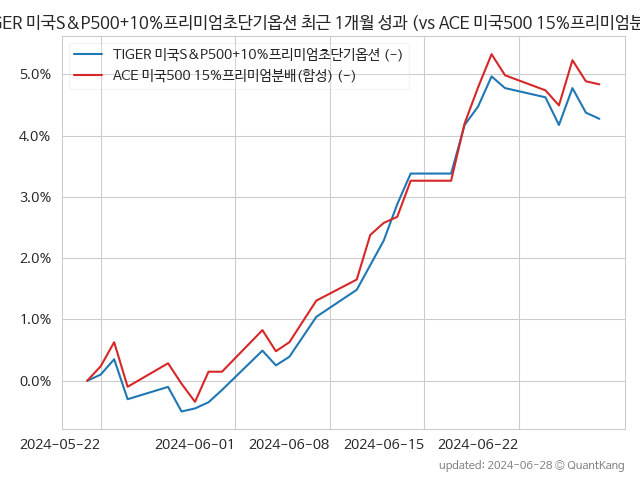 GER 미국S&P500+10%프리미엄초단기옵션 최근 1개월 성과 (vs ACE 미국500 15%프리미엄분
TIGER 미국S&P500+10%프리미엄초단기옵션 (-)
ACE 미국500 15%프리미엄분배(합성) (-)
5.0%
4.0%
3.0%
2.0%
1.0%
0.0%
2024-05-22 2024-06-01 2024-06-08 2024-06-15 2024-06-22
updated: 2024-06-28 © QuantKang